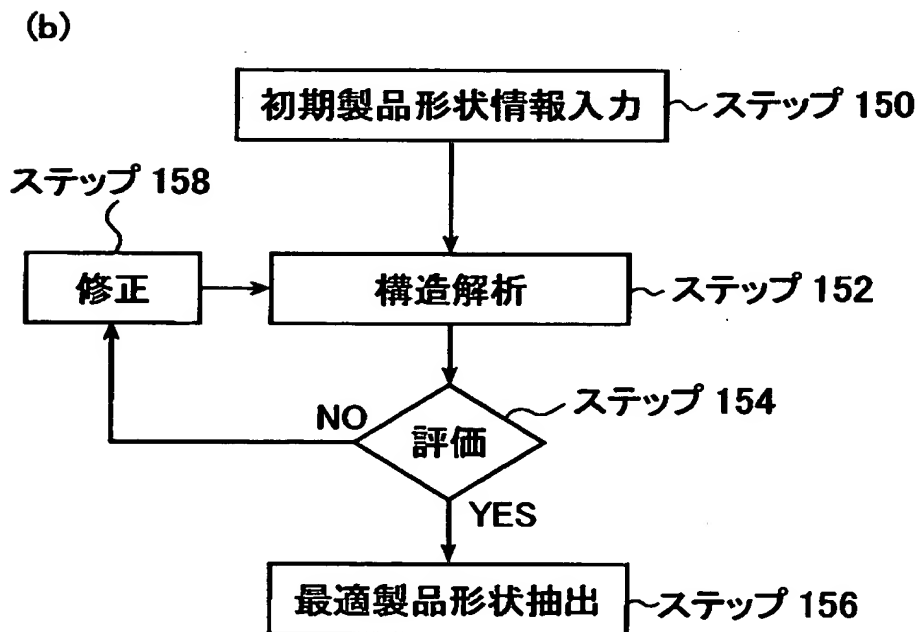 (b)
初期製品形状情報入力
ステップ 150
ステップ 158
修正
構造解析
ステップ 152
ステップ 154
NO
評価
YES
最適製品形状抽出
ステップ 156